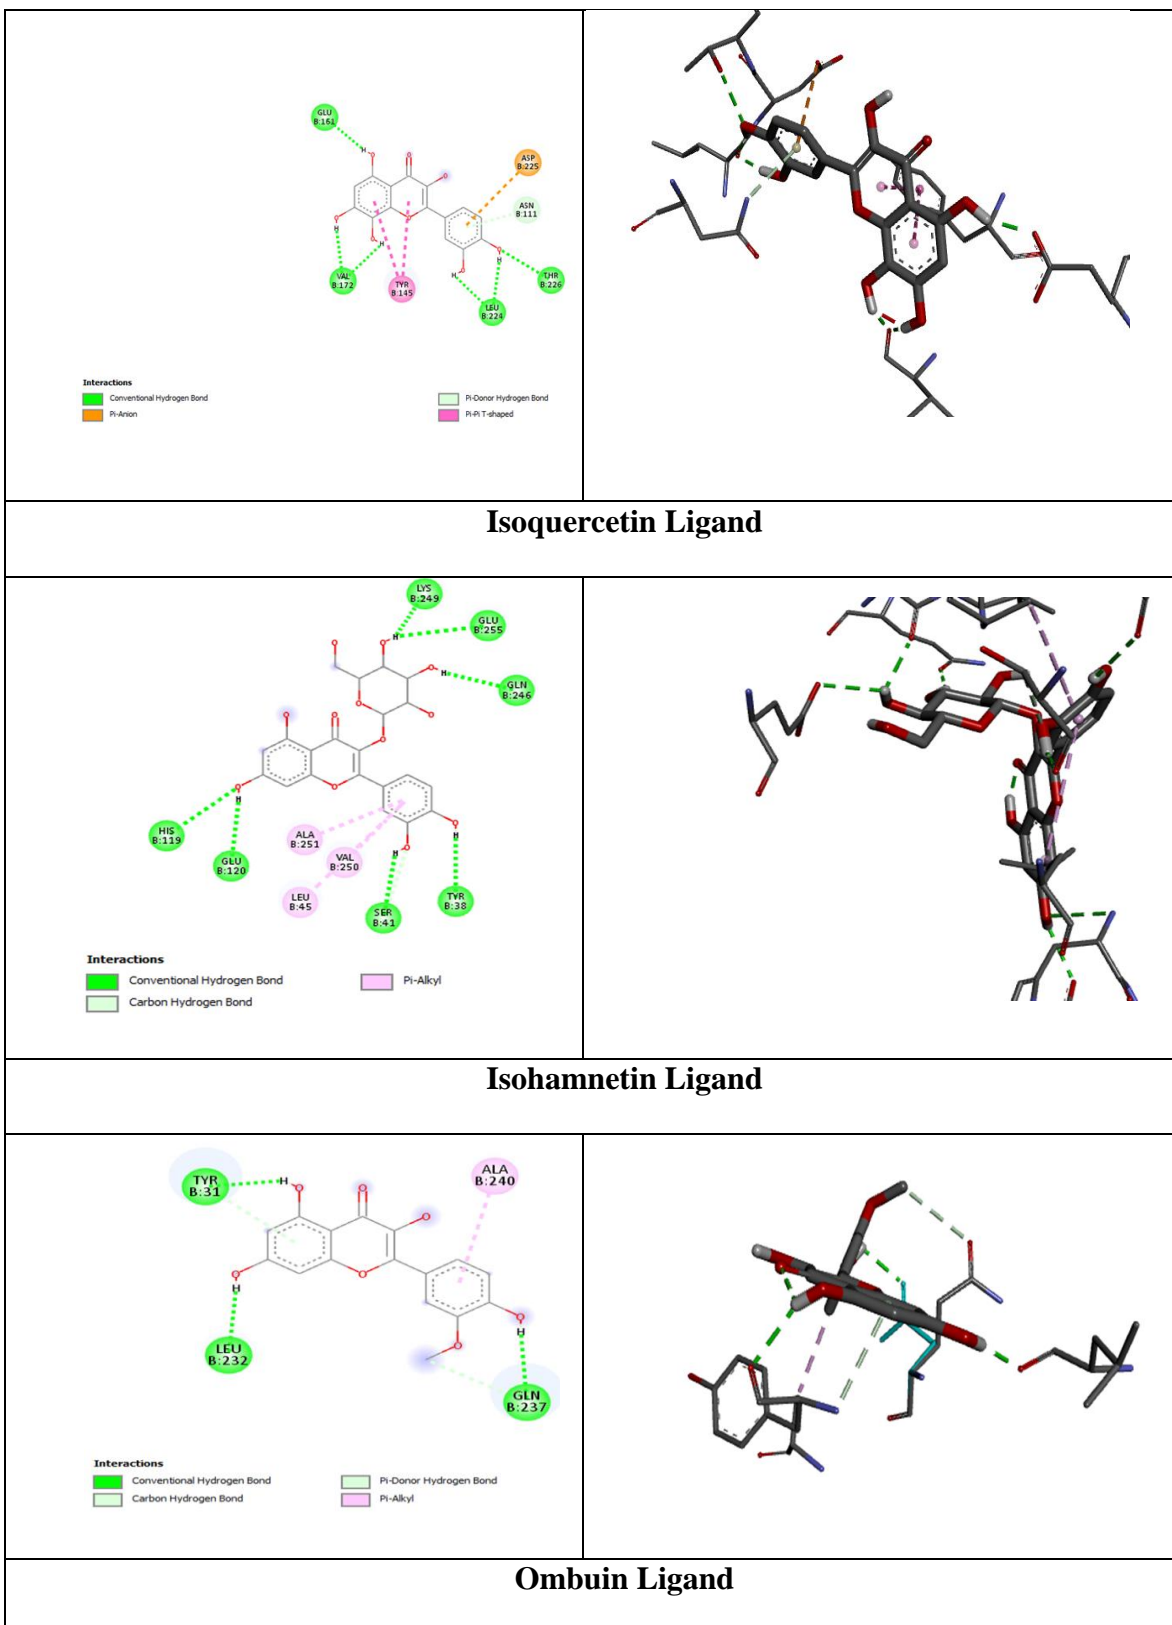 GLU
B:161
ASP
B:225
ASN
B:111
VAL
B:172
TYR
B:145
LEU
B:224
THR
B:226
H
O
O
O
O
H
O
H
O
O
H
O
H
O
Interactions
Conventional Hydrogen Bond
Pi-Anion
Pi-Donor Hydrogen Bond
Pi-Pi T-shaped
Isoquercetin Ligand
LYS
B:249
GLU
B:255
GLN
B:246
O
O
H
O
H
O
O
O
O
O
O
H
O
O
H
O
H
HIS
B:119
GLU
B:120
ALA
B:251
VAL
B:250
LEU
B:45
SER
B:41
TYR
B:38
Interactions
Conventional Hydrogen Bond
Carbon Hydrogen Bond
Pi-Alkyl
Isohamnetin Ligand
TYR
B:31
ALA
B:240
H
O
O
O
O
H
O
O
H
O
LEU
B:232
GLN
B:237
Interactions
Conventional Hydrogen Bond
Carbon Hydrogen Bond
Pi-Donor Hydrogen Bond
Pi-Alkyl
Ombuin Ligand